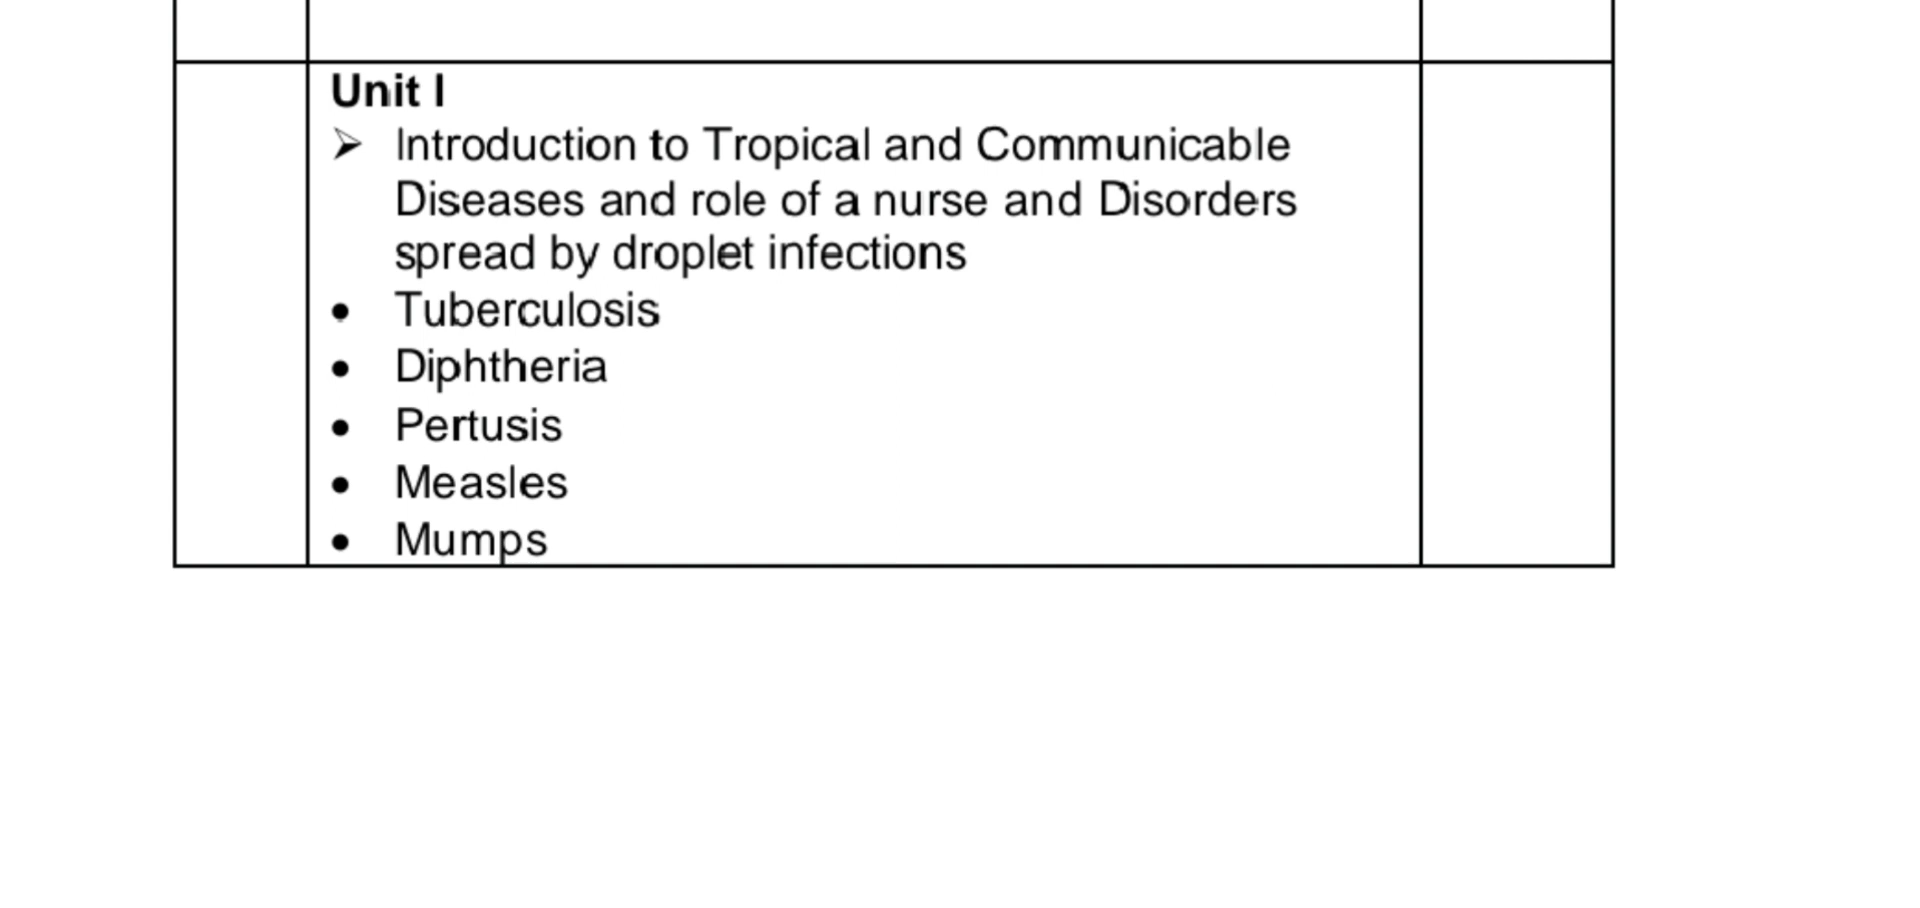 Unit I
➢ Introduction to Tropical and Communicable
Diseases and role of a nurse and Disorders
spread by droplet infections
• Tuberculosis
• Diphtheria
• Pertusis
• Measles
• Mumps